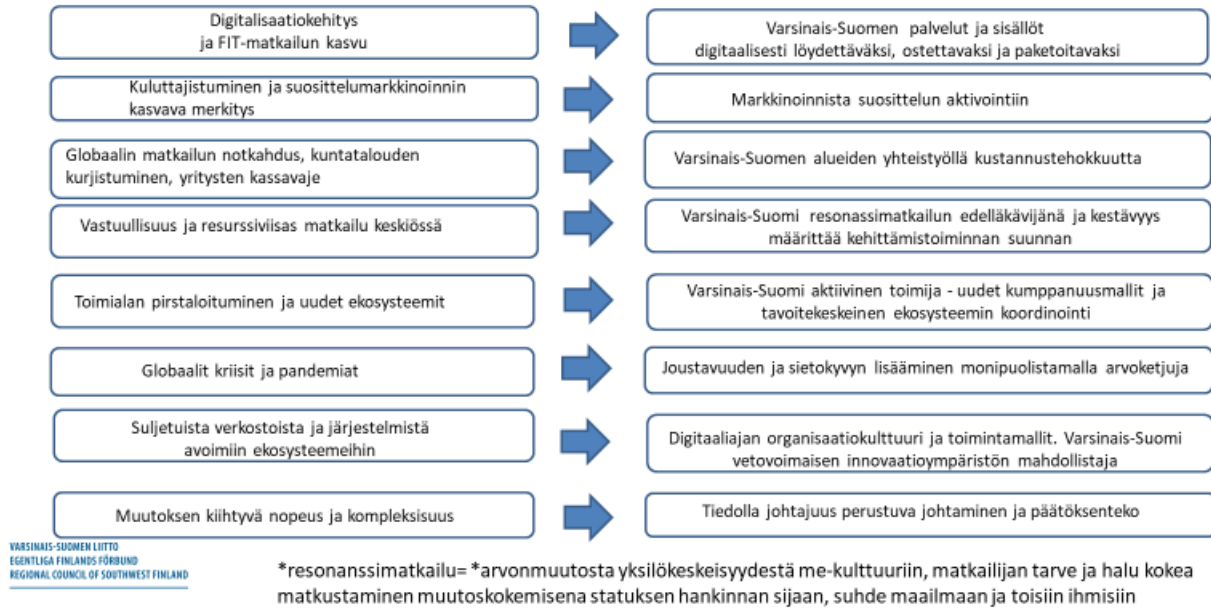 Digitalisaatiokehitys
ja FIT-matkailun kasvu
Varsinais-Suomen palvelut ja sisällöt
digitaalisesti löydettäväksi, ostettavaksi ja paketoitavaksi
Kuluttajistuminen ja suosittelumarkkinoinnin
kasvava merkitys
Markkinoinnista suosittelun aktivointiin
Globaalin matkailun notkahdus, kuntatalouden
kurjistuminen, yritysten kassavaje
Varsinais-Suomen alueiden yhteistyöllä kustannustehokkuutta
Vastuullisuus ja resurssiviisas matkailu keskiössä
Varsinais-Suomi resonassimatkailun edelläkävijänä ja kestävyys
määrittää kehittämistoiminnan suunnan
Toimialan pirstaloituminen ja uudet ekosysteemit
Varsinais-Suomi aktiivinen toimija - uudet kumppanuusmallit ja
tavoitekeskeinen ekosysteemin koordinointi
Globaalit kriisit ja pandemiat
Joustavuuden ja sietokyvyn lisääminen monipuolistamalla arvoketjuja
Suljetuista verkostoista ja järjestelmistä
avoimiin ekosysteemeihin
Digitaaliajan organisaatiokulttuuri ja toimintamallit. Varsinais-Suomi
vetovoimaisen innovaatioympäristön mahdollistaja
Muutoksen kiihtyvä nopeus ja kompleksisuus
Tiedolla johtajuus perustuva johtaminen ja päätöksenteko
VARSINAIS-SUOMEN LIITTO
EGENTLIGA FINLANDS FÖRBUND
REGIONAL COUNCIL OF SOUTHWEST FINLAND
*resonanssimatkailu= *arvonmuutosta yksilökeskeisyydestä me-kulttuuriin, matkailijan tarve ja halu kokea
matkustaminen muutoskokemisena statuksen hankinnan sijaan, suhde maailmaan ja toisiin ihmisiin